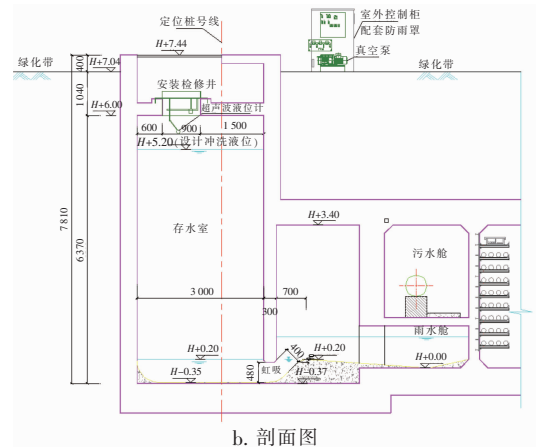 定位桩号线
室外控制柜
配套防雨罩
真空泵
H+7.44
绿化带
H+7.04
绿化带
400
1 040
安装检修井
H+6.00
超声波液位计
600
900
1 500
H+5.20(设计冲洗液位)
7 810
6 370
H+3.40
存水室
污水舱
3 000
700
300
雨水舱
H+0.20
400
H+0.20
H+0.00
480
虹吸
H-0.35
H-0.37
b. 剖面图